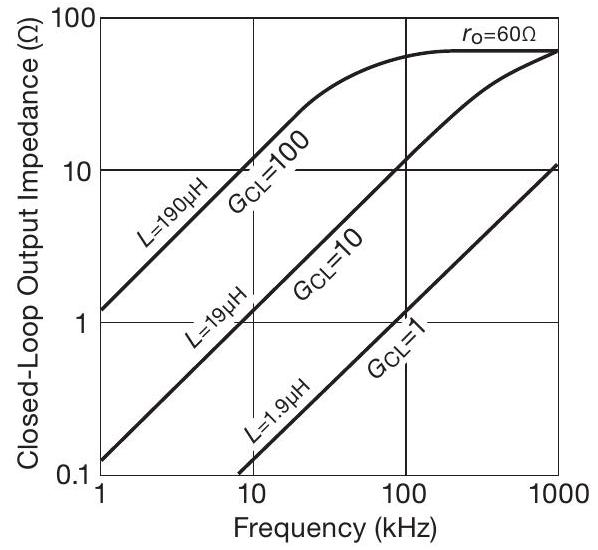 100
10
1
0.1
Closed-Loop Output Impedance (Ω)
rO=60Ω
L=190μH
GCL=100
L=19μH
GCL=10
L=1.9μH
GCL=1
1 10 100 1000
Frequency (kHz)